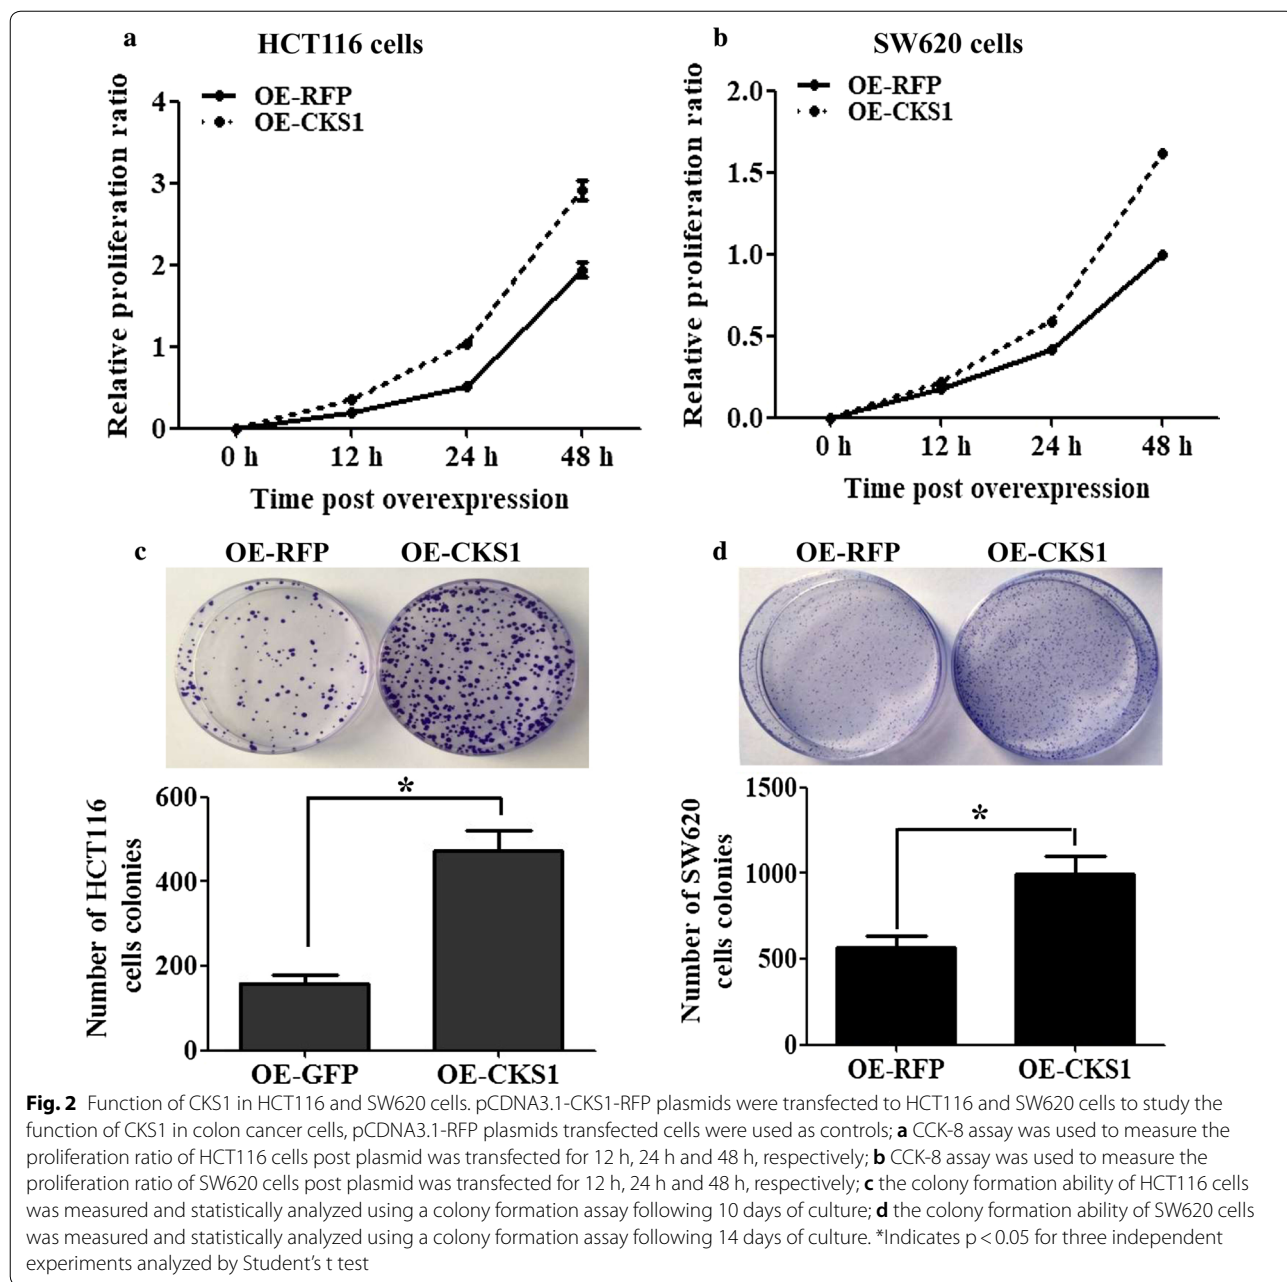 a HCT116 cells
OE-RFP
OE-CKS1
Relative proliferation ratio
4
3
2
1
0
0 h 12 h 24 h 48 h
Time post overexpression
b SW620 cells
OE-RFP
OE-CKS1
Relative proliferation ratio
2.0
1.5
1.0
0.5
0.0
0 h 12 h 24 h 48 h
Time post overexpression
c OE-RFP OE-CKS1
Number of HCT116
cells colonies
600
400
200
0
*
OE-GFP OE-CKS1
d OE-RFP OE-CKS1
Number of SW620
cells colonies
1500
1000
500
0
*
OE-RFP OE-CKS1
Fig. 2 Function of CKS1 in HCT116 and SW620 cells. pCDNA3.1-CKS1-RFP plasmids were transfected to HCT116 and SW620 cells to study the
function of CKS1 in colon cancer cells, pCDNA3.1-RFP plasmids transfected cells were used as controls; a CCK-8 assay was used to measure the
proliferation ratio of HCT116 cells post plasmid was transfected for 12 h, 24 h and 48 h, respectively; b CCK-8 assay was used to measure the
proliferation ratio of SW620 cells post plasmid was transfected for 12 h, 24 h and 48 h, respectively; c the colony formation ability of HCT116 cells
was measured and statistically analyzed using a colony formation assay following 10 days of culture; d the colony formation ability of SW620 cells
was measured and statistically analyzed using a colony formation assay following 14 days of culture. *Indicates p < 0.05 for three independent
experiments analyzed by Student's t test